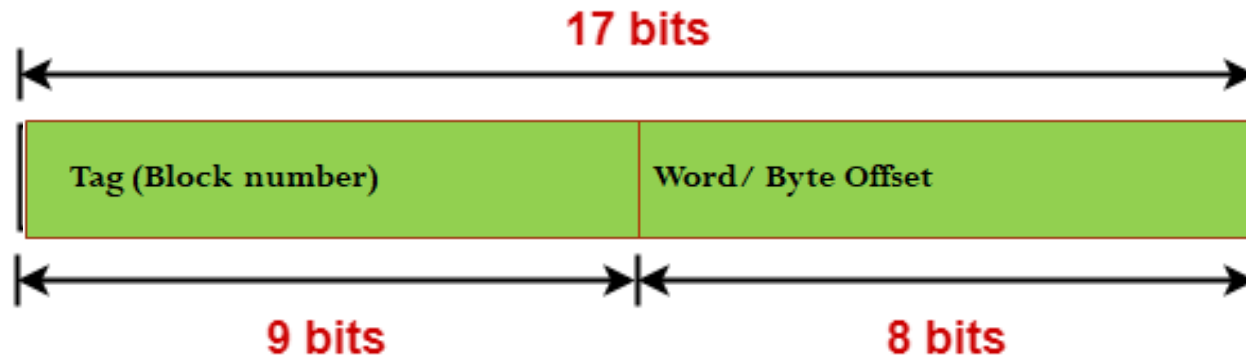 17 bits
Tag (Block number)
Word/ Byte Offset
9 bits
8 bits